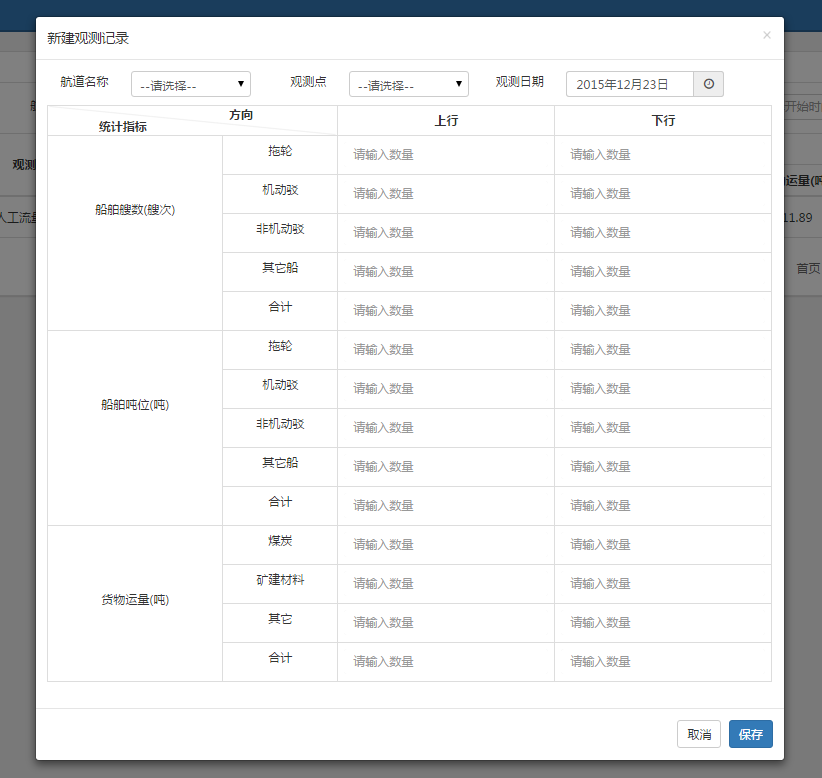 新建观测记录 ×
航道名称 --请选择-- 观测点 --请选择-- 观测日期 2015年12月23日
开始时
方向 上行 下行
统计指标
船舶艘数(艘次)
拖轮 请输入数量 请输入数量
观测
运量(吨
机动驳 请输入数量 请输入数量
人工流量
11.89
非机动驳 请输入数量 请输入数量
首页
其它船 请输入数量 请输入数量
合计 请输入数量 请输入数量
船舶吨位(吨)
拖轮 请输入数量 请输入数量
机动驳 请输入数量 请输入数量
非机动驳 请输入数量 请输入数量
其它船 请输入数量 请输入数量
合计 请输入数量 请输入数量
货物运量(吨)
煤炭 请输入数量 请输入数量
矿建材料 请输入数量 请输入数量
其它 请输入数量 请输入数量
合计 请输入数量 请输入数量
取消 保存